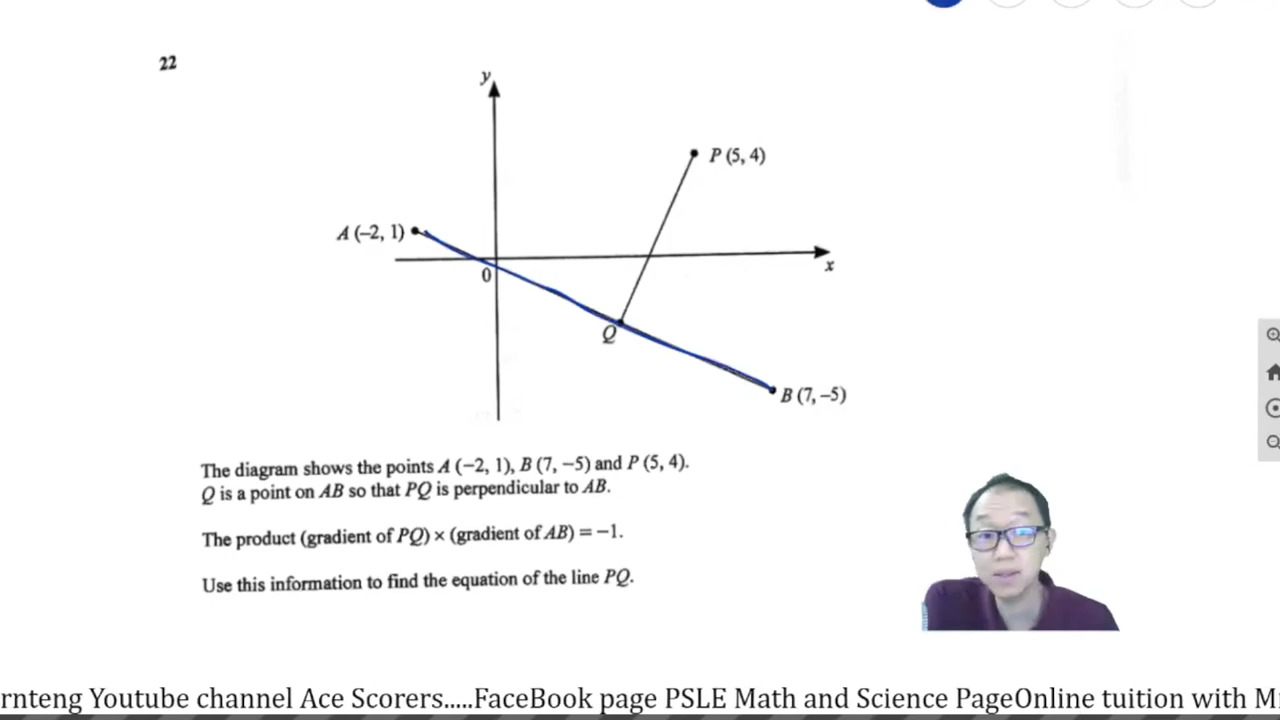 22
y
P (5, 4)
A (−2, 1)
0
x
Q
B (7, −5)
The diagram shows the points A (−2, 1), B (7, −5) and P (5, 4).
Q is a point on AB so that PQ is perpendicular to AB.
The product (gradient of PQ) × (gradient of AB) = −1.
Use this information to find the equation of the line PQ.
rnteng Youtube channel Ace Scorers.....FaceBook page PSLE Math and Science PageOnline tuition with M